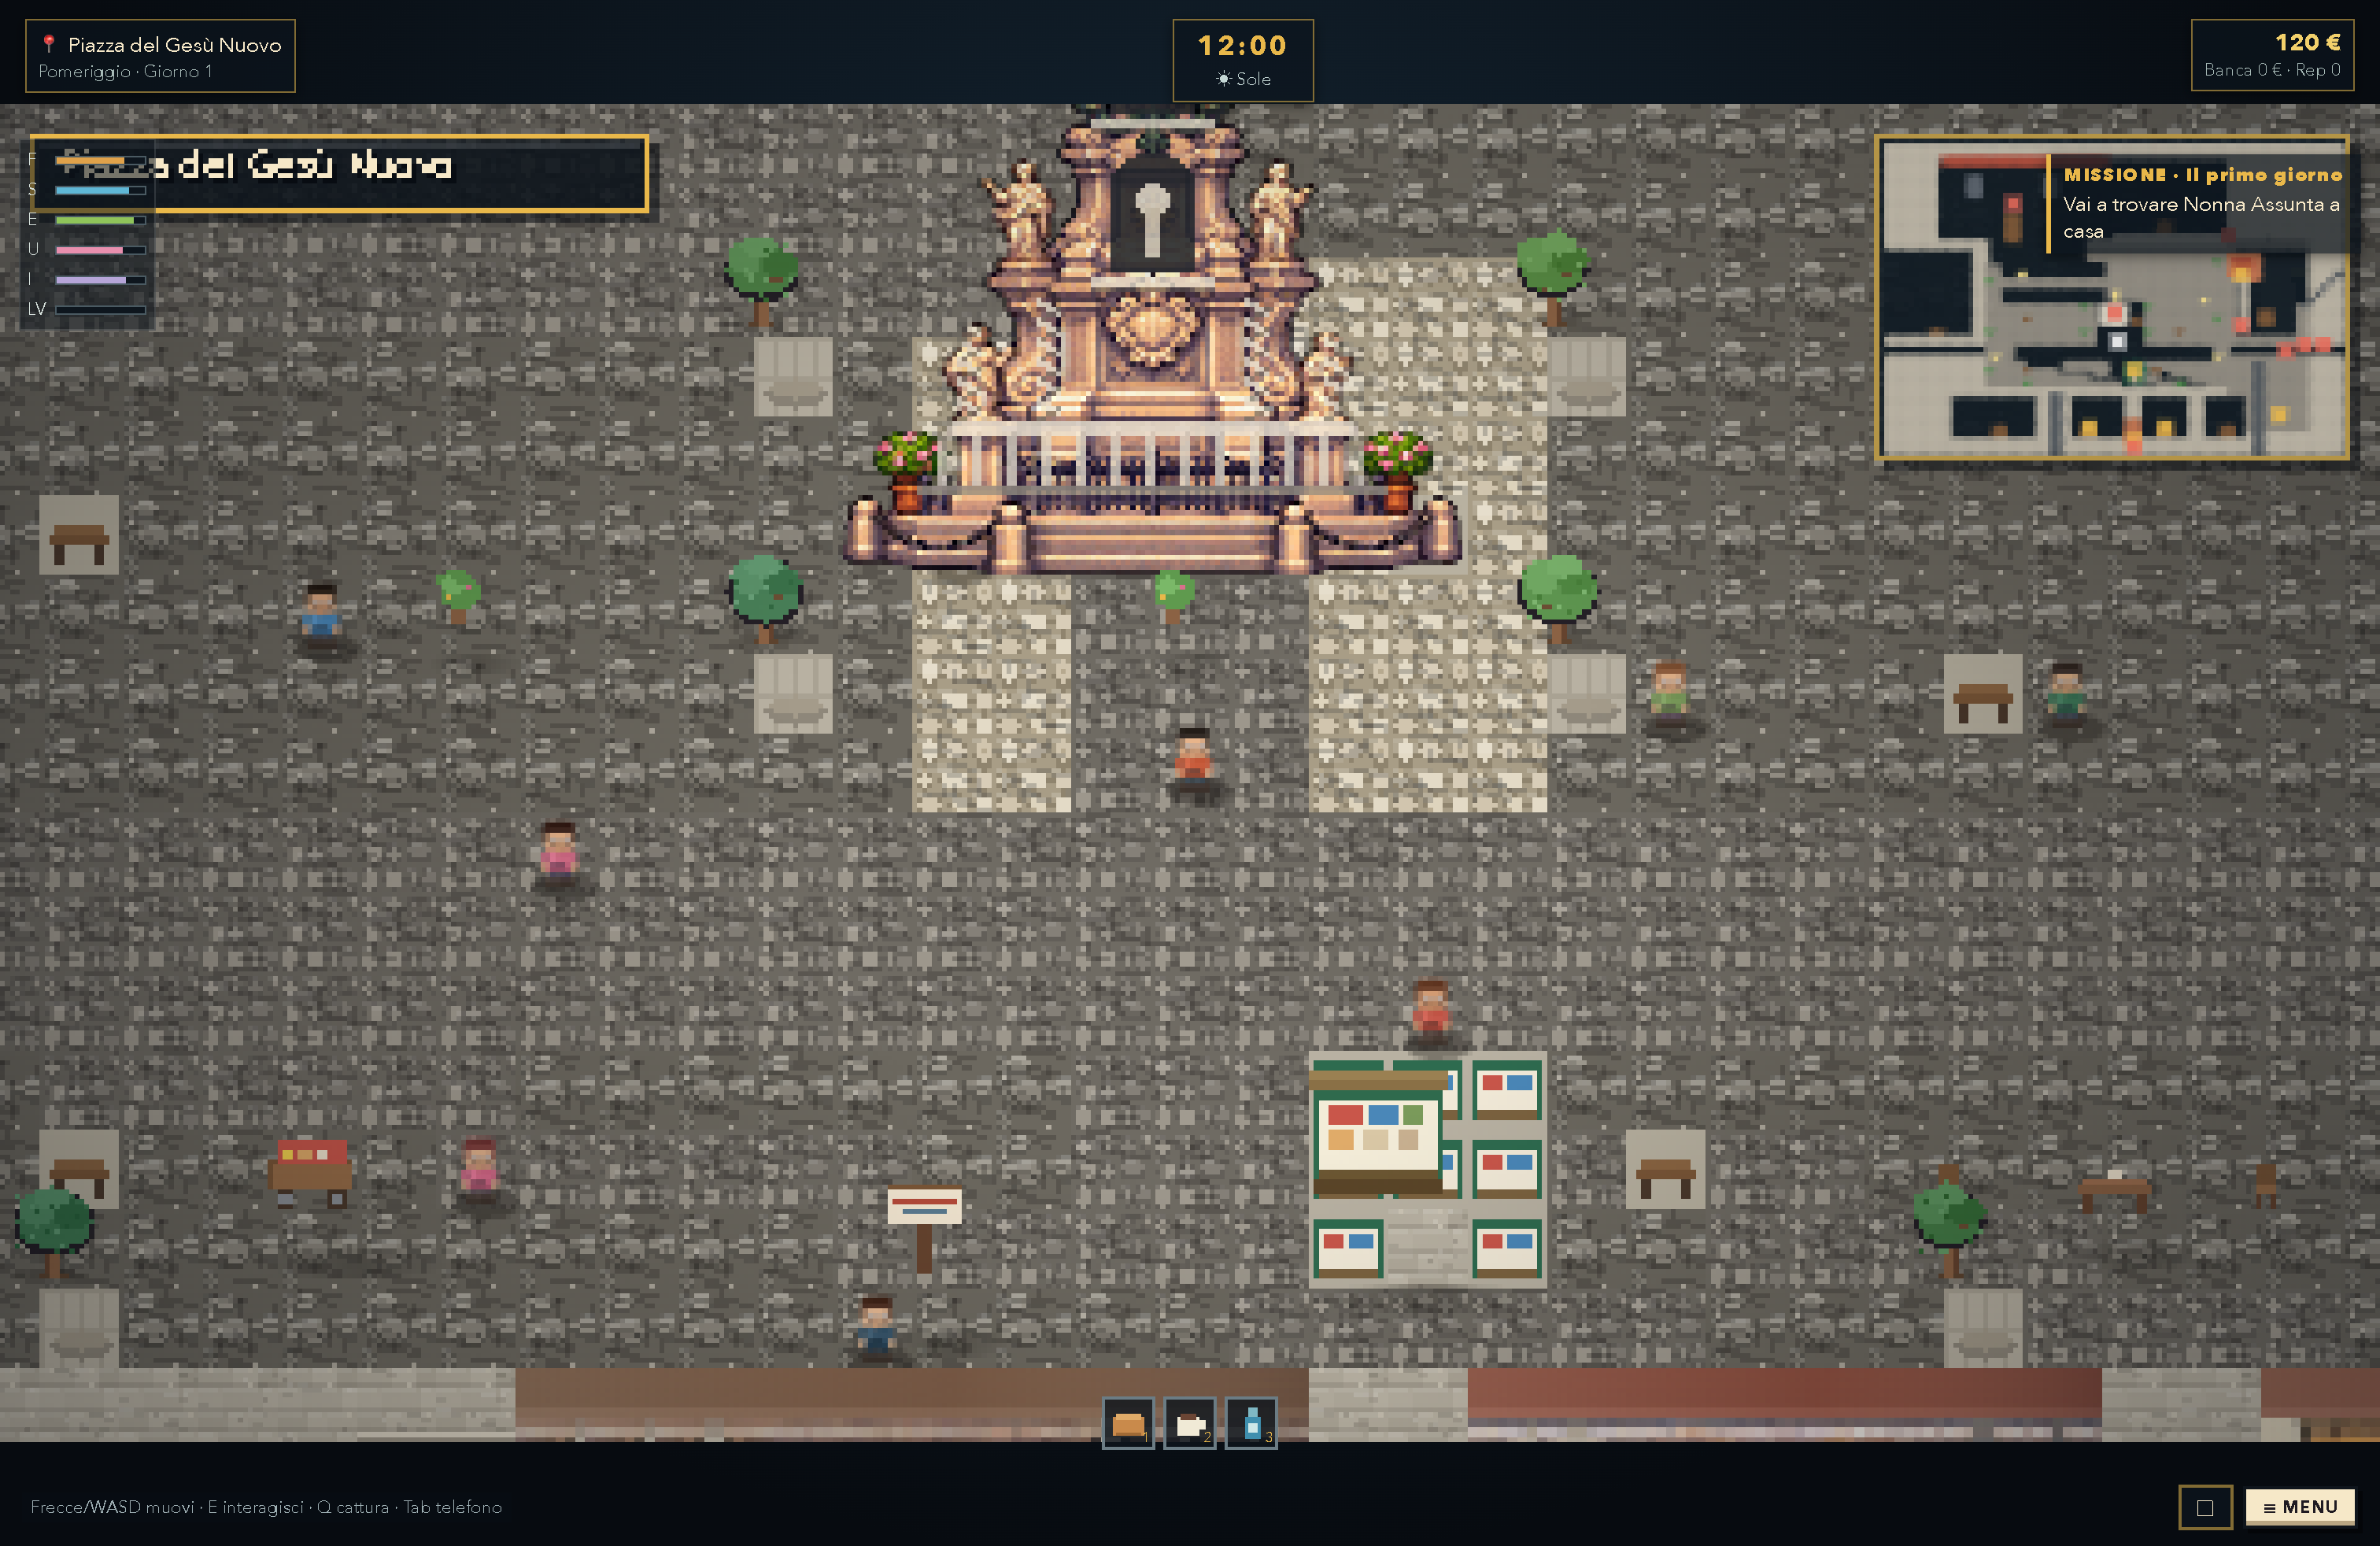 📍 Piazza del Gesù Nuovo
Pomeriggio · Giorno 1
12:00
☀ Sole
120 €
Banca 0 € · Rep 0
Piazza del Gesù Nuovo
F
S
E
U
I
LV
MISSIONE · Il primo giorno
Vai a trovare Nonna Assunta a
casa
1
2
3
Frecce/WASD muovi · E interagisci · Q cattura · Tab telefono
≡ MENU